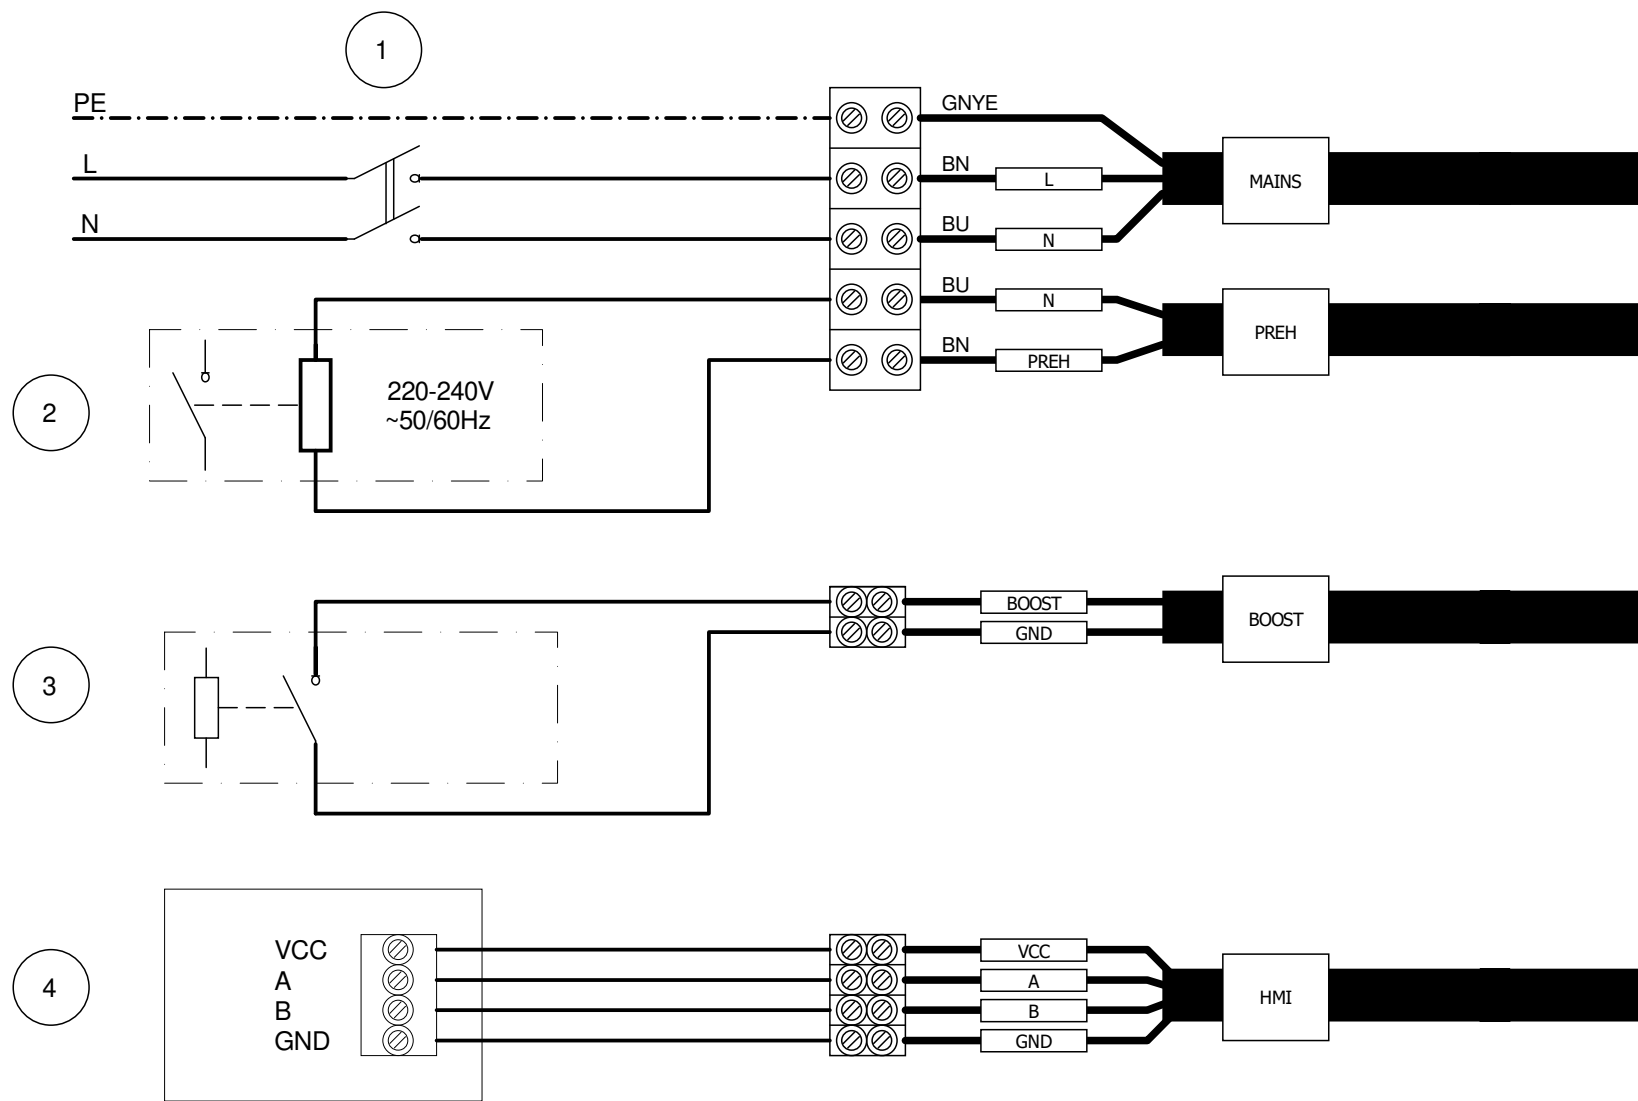 1
PE
GNYE
L
BN
L
MAINS
N
BU
N
BU
N
PREH
BN
PREH
2
220-240V
~50/60Hz
BOOST
GND
BOOST
3
VCC
VCC
A
A
B
B
GND
GND
HMI
4